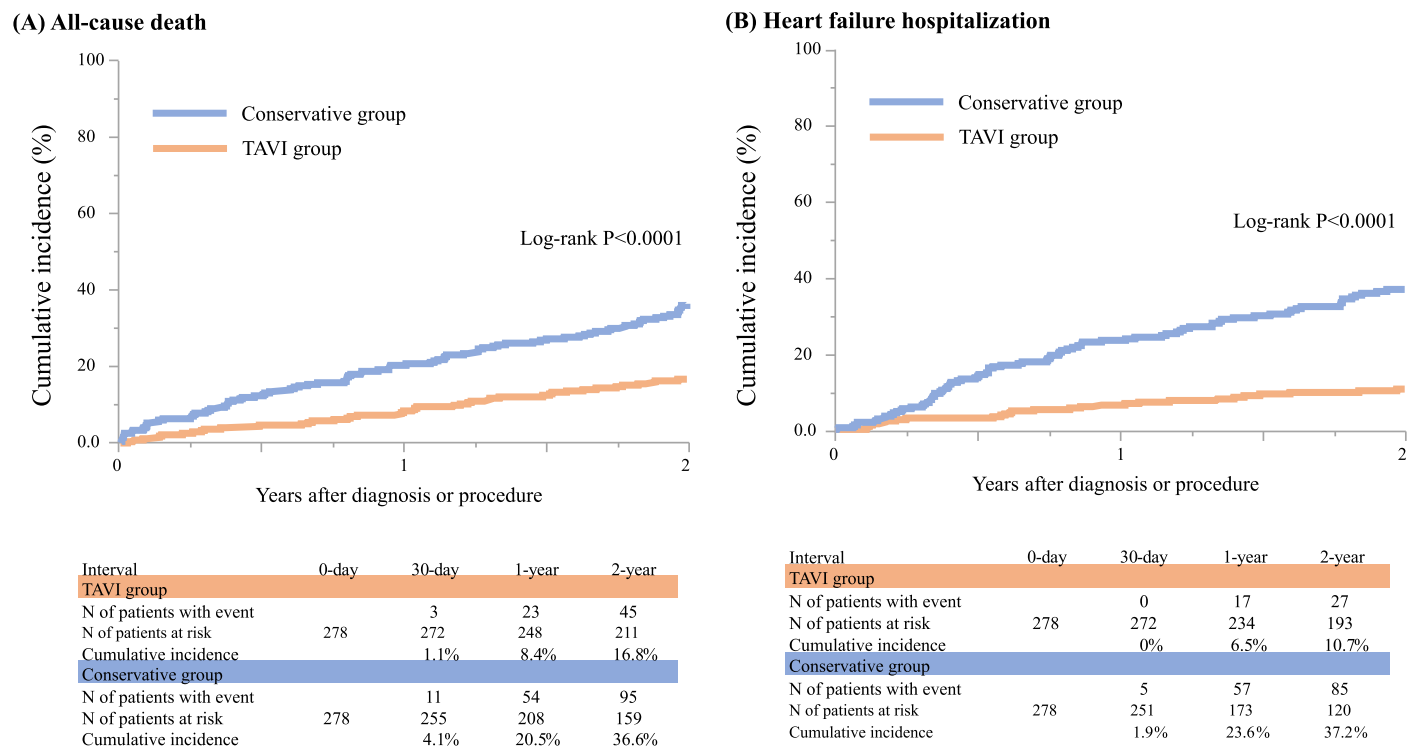 (A) All-cause death
100
80
60
40
20
0.0
Cumulative incidence (%)
Conservative group
TAVI group
Log-rank P<0.0001
0 1 2
Years after diagnosis or procedure
Interval 0-day 30-day 1-year 2-year
TAVI group
N of patients with event 3 23 45
N of patients at risk 278 272 248 211
Cumulative incidence 1.1% 8.4% 16.8%
Conservative group
N of patients with event 11 54 95
N of patients at risk 278 255 208 159
Cumulative incidence 4.1% 20.5% 36.6%
(B) Heart failure hospitalization
100
80
60
40
20
0.0
Cumulative incidence (%)
Conservative group
TAVI group
Log-rank P<0.0001
0 1 2
Years after diagnosis or procedure
Interval 0-day 30-day 1-year 2-year
TAVI group
N of patients with event 0 17 27
N of patients at risk 278 272 234 193
Cumulative incidence 0% 6.5% 10.7%
Conservative group
N of patients with event 5 57 85
N of patients at risk 278 251 173 120
Cumulative incidence 1.9% 23.6% 37.2%